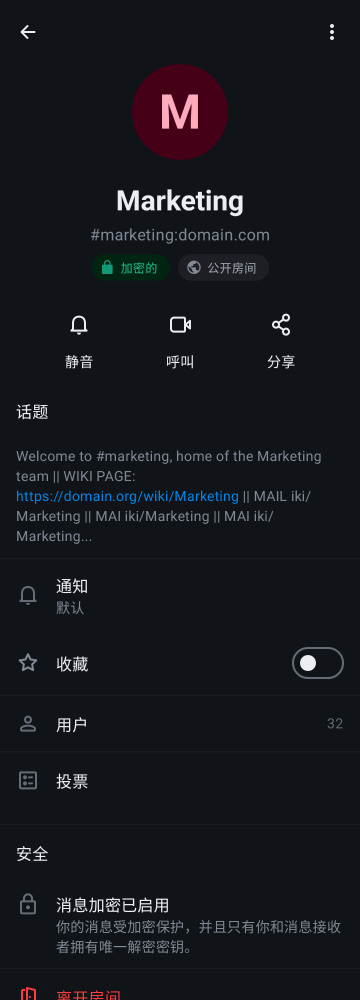 M
Marketing
#marketing:domain.com
加密的
公开房间
静音
呼叫
分享
话题
Welcome to #marketing, home of the Marketing
team || WIKI PAGE:
https://domain.org/wiki/Marketing || MAIL iki/
Marketing || MAI iki/Marketing || MAI iki/
Marketing...
通知
默认
收藏
用户
32
投票
安全
消息加密已启用
你的消息受加密保护，并且只有你和消息接收
者拥有唯一解密密钥。
离开房间